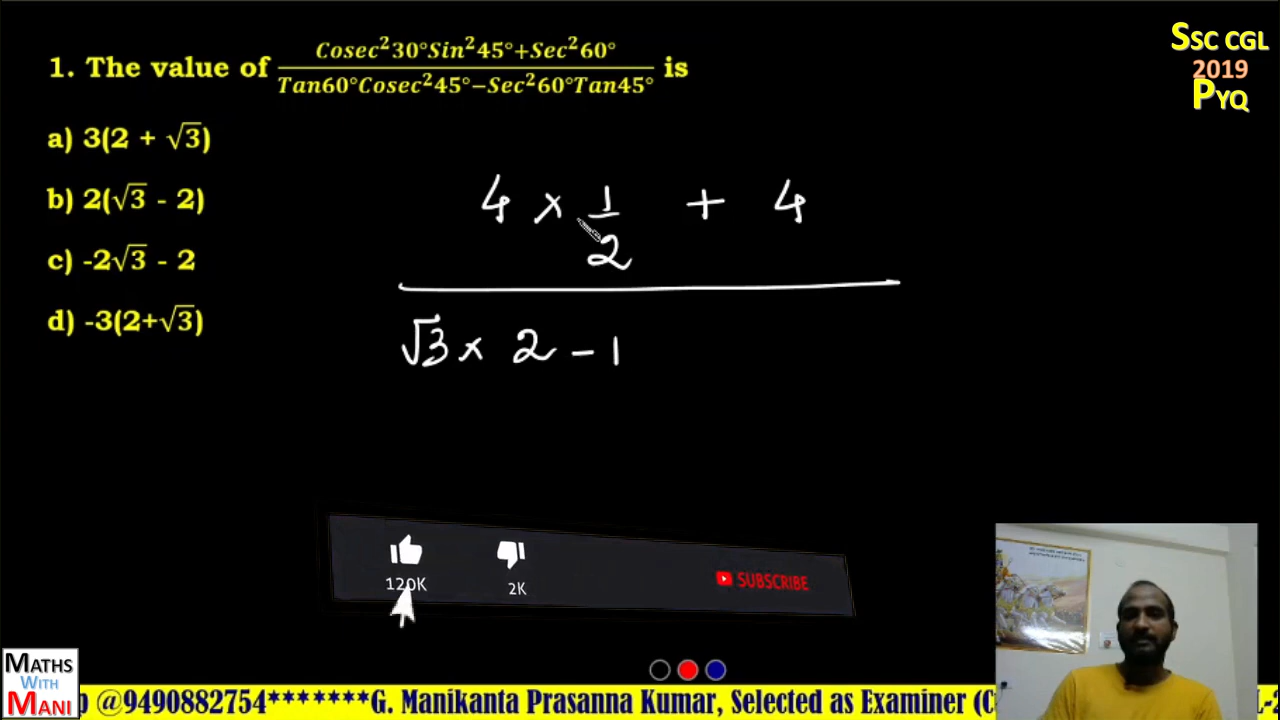 1. The value of Cosec²30°Sin²45°+Sec²60° / Tan60°Cosec²45°−Sec²60°Tan45° is
a) 3(2 + √3)
b) 2(√3 - 2)
c) -2√3 - 2
d) -3(2+√3)
SSC CGL
2019
PYQ
4 × 1/2 + 4
√3 × 2 − 1
120K
2K
SUBSCRIBE
MATHS
WITH
MANI
p @9490882754*******G. Manikanta Prasanna Kumar, Selected as Examiner (C
L-2